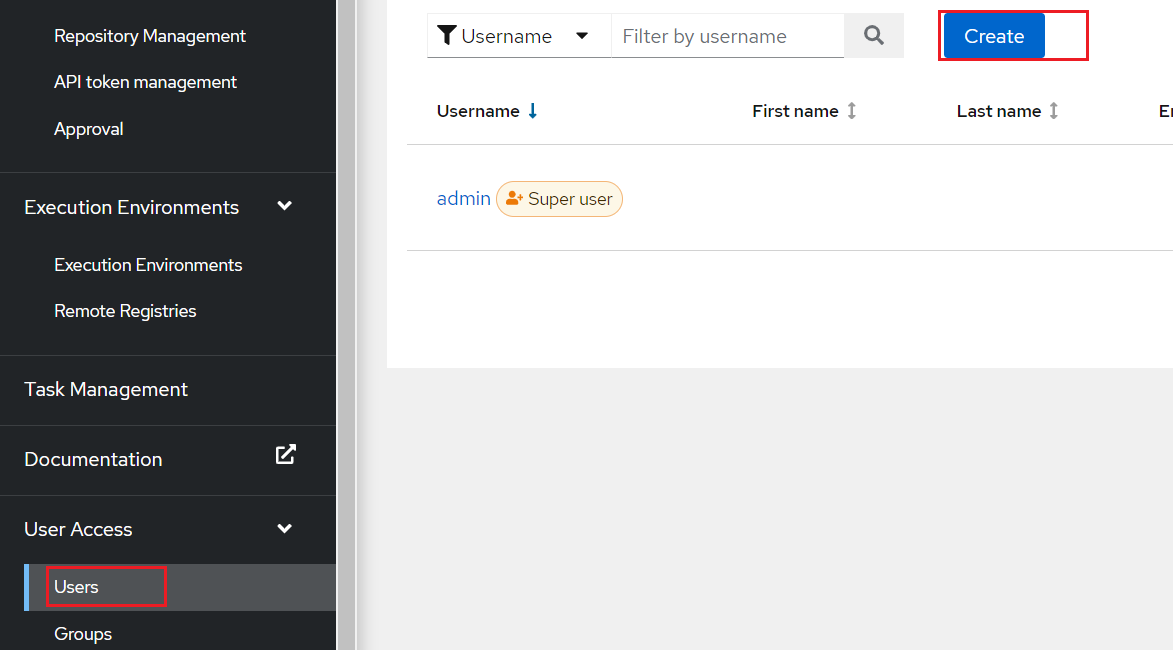 Repository Management
API token management
Approval
Execution Environments
Execution Environments
Remote Registries
Task Management
Documentation
User Access
Users
Groups
Username Filter by username Create
Username First name Last name
admin Super user